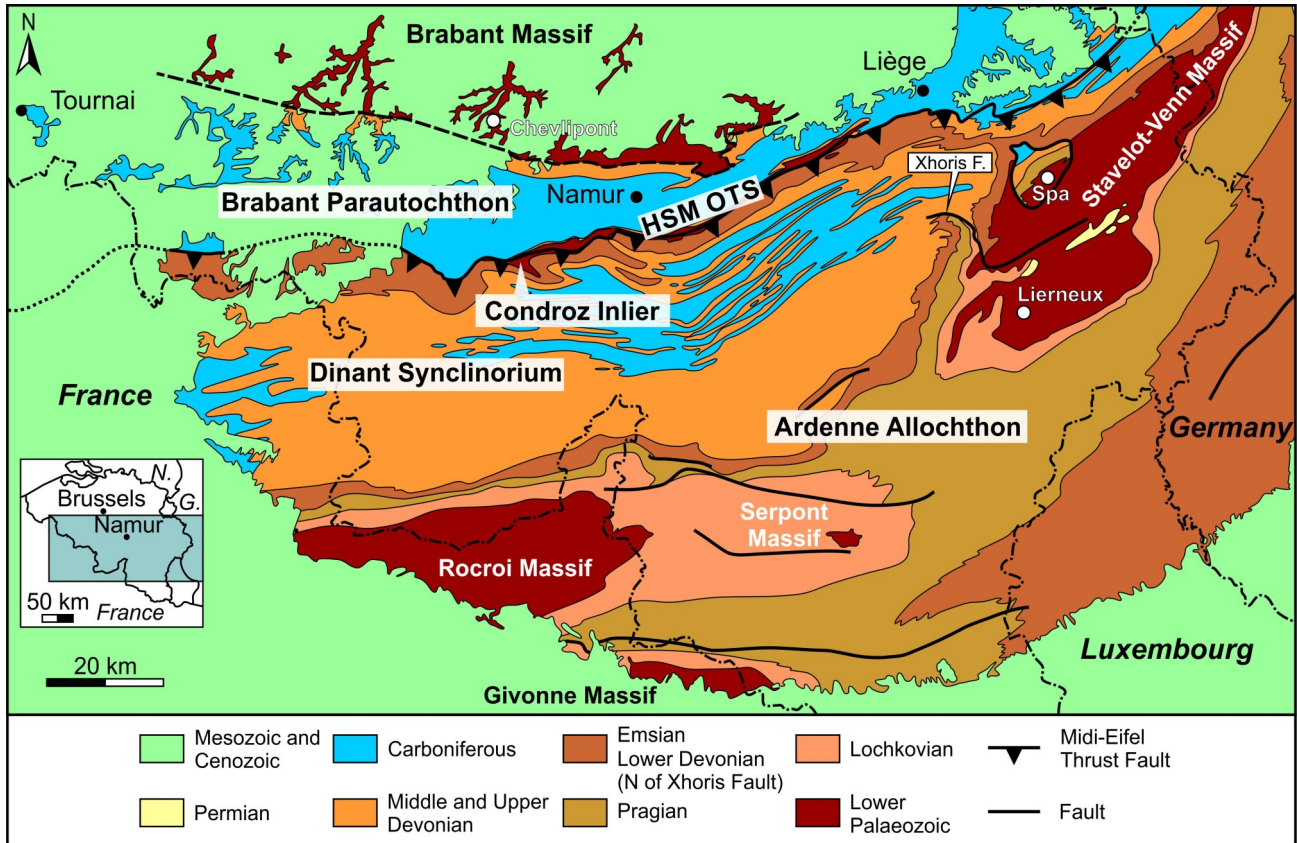 N
Brabant Massif
Liège
Tournai
Chevlipont
Stavelot-Venn Massif
Xhoris F.
Namur
Spa
Brabant Parautochthon
HSM OTS
Lierneux
Condroz Inlier
Dinant Synclinorium
France
Ardenne Allochthon
Germany
Serpont
Massif
Rocroi Massif
Brussels
N.
G.
Namur
50 km
France
Luxembourg
20 km
Givonne Massif
Mesozoic and
Cenozoic
Carboniferous
Emsian
Lower Devonian
(N of Xhoris Fault)
Lochkovian
Midi-Eifel
Thrust Fault
Permian
Middle and Upper
Devonian
Pragian
Lower
Palaeozoic
Fault